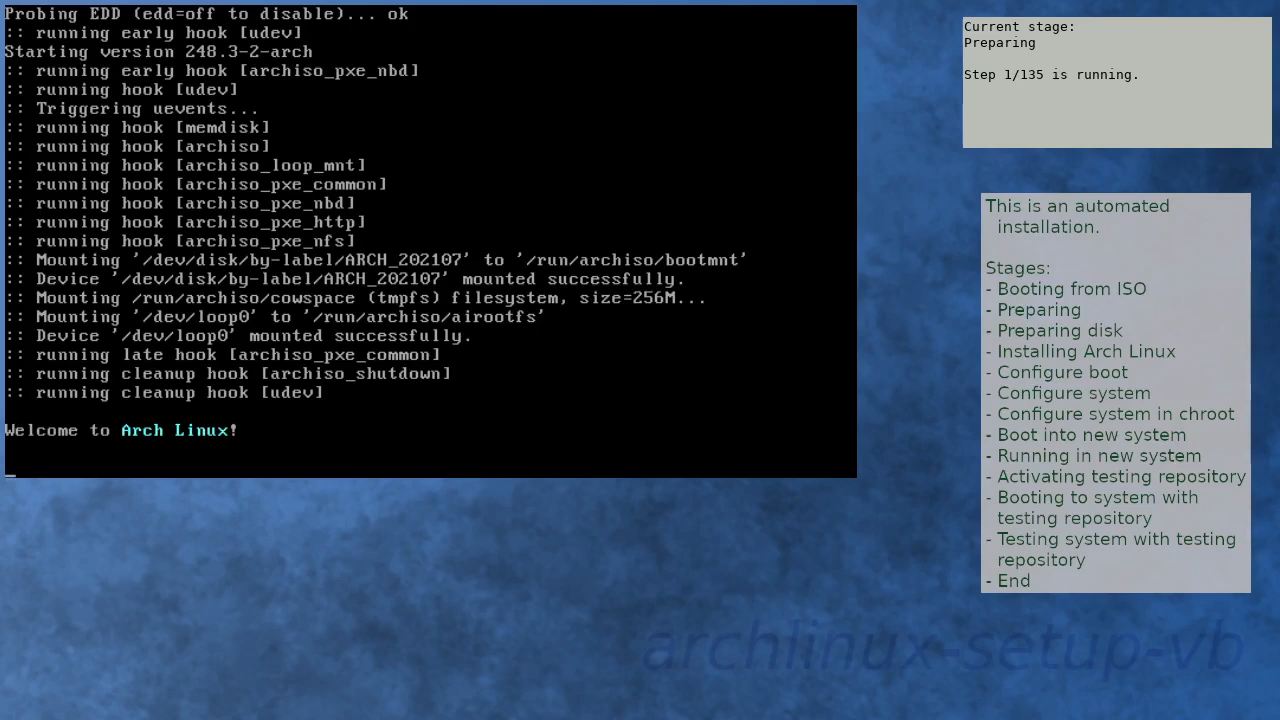 Probing EDD (edd=off to disable)... ok
:: running early hook [udev]
Starting version 248.3-2-arch
:: running early hook [archiso_pxe_nbd]
:: running hook [udev]
:: Triggering uevents...
:: running hook [memdisk]
:: running hook [archiso]
:: running hook [archiso_loop_mnt]
:: running hook [archiso_pxe_common]
:: running hook [archiso_pxe_nbd]
:: running hook [archiso_pxe_http]
:: running hook [archiso_pxe_nfs]
:: Mounting '/dev/disk/by-label/ARCH_202107' to '/run/archiso/bootmnt'
:: Device '/dev/disk/by-label/ARCH_202107' mounted successfully.
:: Mounting /run/archiso/cowspace (tmpfs) filesystem, size=256M...
:: Mounting '/dev/loop0' to '/run/archiso/airootfs'
:: Device '/dev/loop0' mounted successfully.
:: running late hook [archiso_pxe_common]
:: running cleanup hook [archiso_shutdown]
:: running cleanup hook [udev]
Welcome to Arch Linux!
Current stage:
Preparing
Step 1/135 is running.
This is an automated
installation.
Stages:
- Booting from ISO
- Preparing
- Preparing disk
- Installing Arch Linux
- Configure boot
- Configure system
- Configure system in chroot
- Boot into new system
- Running in new system
- Activating testing repository
- Booting to system with
testing repository
- Testing system with testing
repository
- End
archlinux-setup-vb